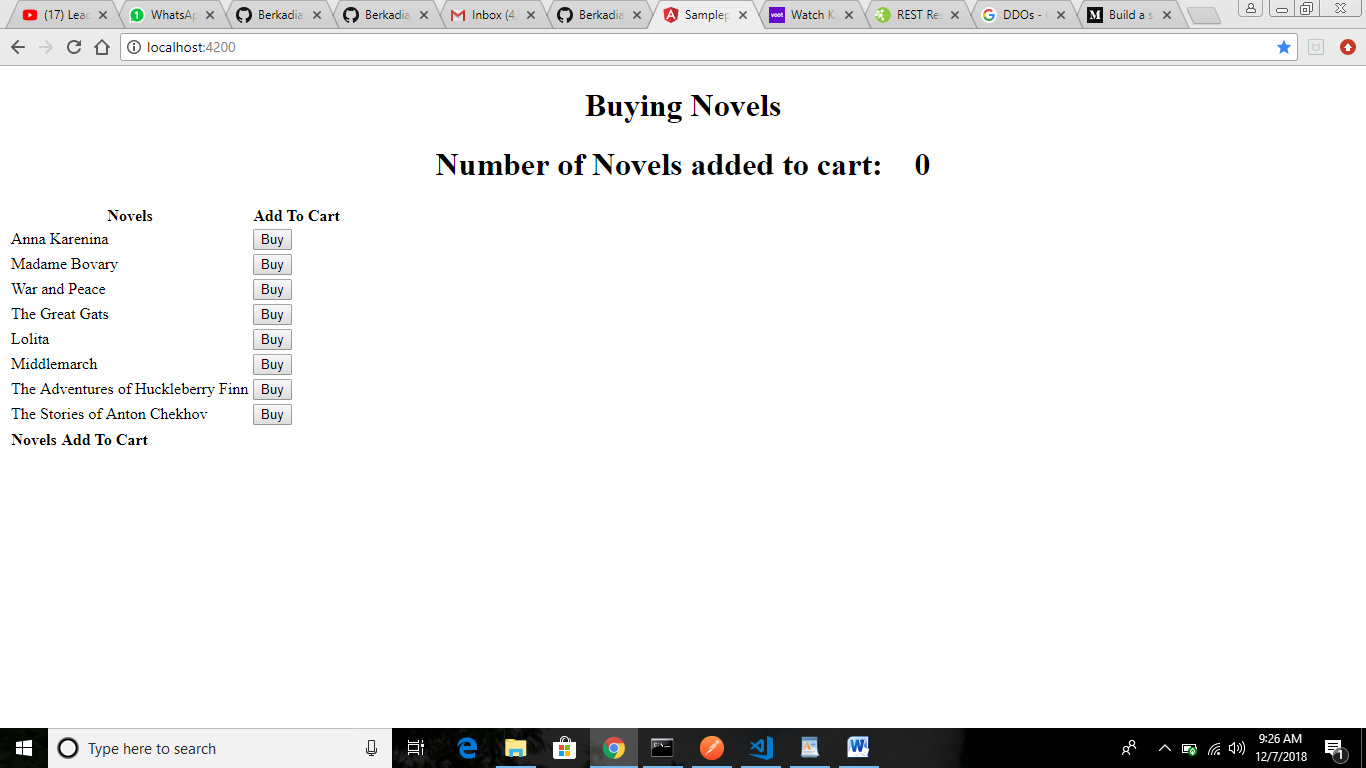 (17) Leac
WhatsAp
Berkadia
Berkadia
Inbox (4
Berkadia
Samplep
voot Watch K
REST Res
DDOs -
M Build a s
localhost:4200
Buying Novels
Number of Novels added to cart: 0
Novels Add To Cart
Anna Karenina Buy
Madame Bovary Buy
War and Peace Buy
The Great Gats Buy
Lolita Buy
Middlemarch Buy
The Adventures of Huckleberry Finn Buy
The Stories of Anton Chekhov Buy
Novels Add To Cart
Type here to search
9:26 AM
12/7/2018
1